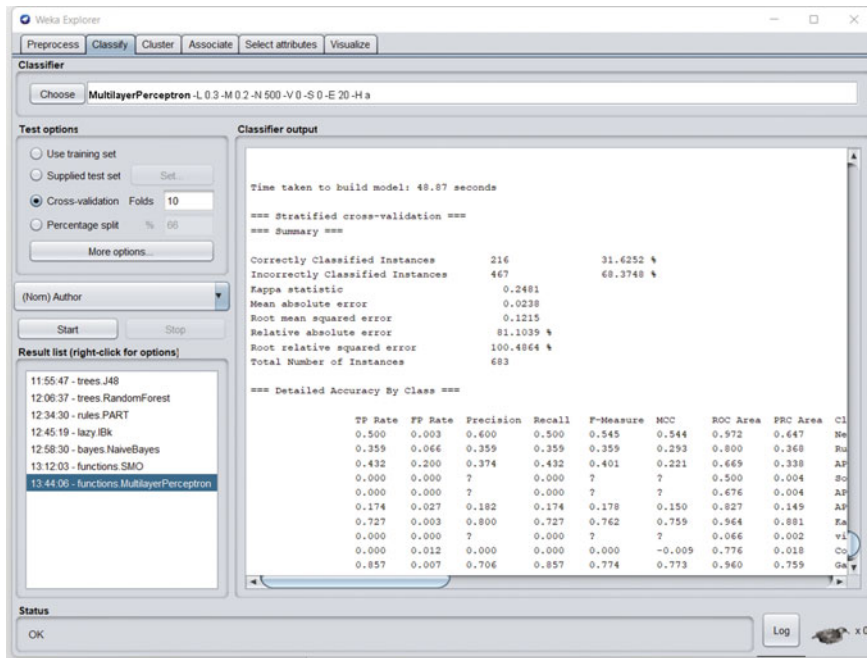 Weka Explorer
Preprocess Classify Cluster Associate Select attributes Visualize
Classifier
Choose MultilayerPerceptron -L 0.3 -M 0.2 -N 500 -V 0 -S 0 -E 20 -H a
Test options
Use training set
Supplied test set Set...
Cross-validation Folds 10
Percentage split % 66
More options...
(Nom) Author
Start Stop
Result list (right-click for options)
11:55:47 - trees.J48
12:06:37 - trees.RandomForest
12:34:30 - rules.PART
12:45:19 - lazy.IBk
12:58:30 - bayes.NaiveBayes
13:12:03 - functions.SMO
13:44:06 - functions.MultilayerPerceptron
Classifier output
Time taken to build model: 48.87 seconds
=== Stratified cross-validation ===
=== Summary ===
Correctly Classified Instances 216 31.6252 %
Incorrectly Classified Instances 467 68.3748 %
Kappa statistic 0.2481
Mean absolute error 0.0238
Root mean squared error 0.1215
Relative absolute error 81.1039 %
Root relative squared error 100.4864 %
Total Number of Instances 683
=== Detailed Accuracy By Class ===
TP Rate FP Rate Precision Recall F-Measure MCC ROC Area PRC Area Cl
0.500 0.003 0.600 0.500 0.545 0.544 0.972 0.647 Ne
0.359 0.066 0.359 0.359 0.359 0.293 0.800 0.368 Ru
0.432 0.200 0.374 0.432 0.401 0.221 0.669 0.338 AP
0.000 0.000 ? 0.000 ? ? 0.500 0.004 So
0.000 0.000 ? 0.000 ? ? 0.676 0.004 AP
0.174 0.027 0.182 0.174 0.178 0.150 0.827 0.149 AP
0.727 0.003 0.800 0.727 0.762 0.759 0.964 0.881 Ka
0.000 0.000 ? 0.000 ? ? 0.066 0.002 vi
0.000 0.012 0.000 0.000 0.000 -0.009 0.776 0.018 Co
0.857 0.007 0.706 0.857 0.774 0.773 0.960 0.759 Ga
Status
OK
Log
x 0